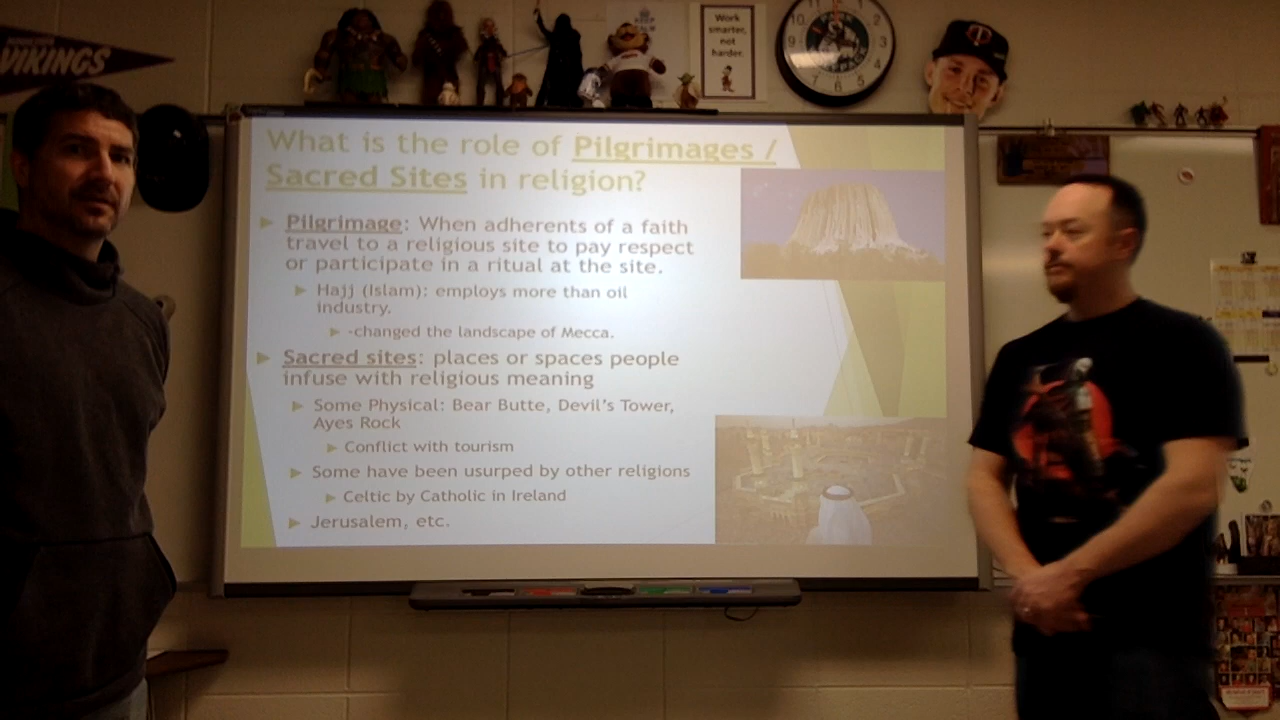 VIKINGS
KEEP
CALM
Work
smarter,
not
harder.
What is the role of Pilgrimages /
Sacred Sites in religion?
Pilgrimage: When adherents of a faith
travel to a religious site to pay respect
or participate in a ritual at the site.
Hajj (Islam): employs more than oil
industry.
-changed the landscape of Mecca.
Sacred sites: places or spaces people
infuse with religious meaning
Some Physical: Bear Butte, Devil's Tower,
Ayes Rock
Conflict with tourism
Some have been usurped by other religions
Celtic by Catholic in Ireland
Jerusalem, etc.